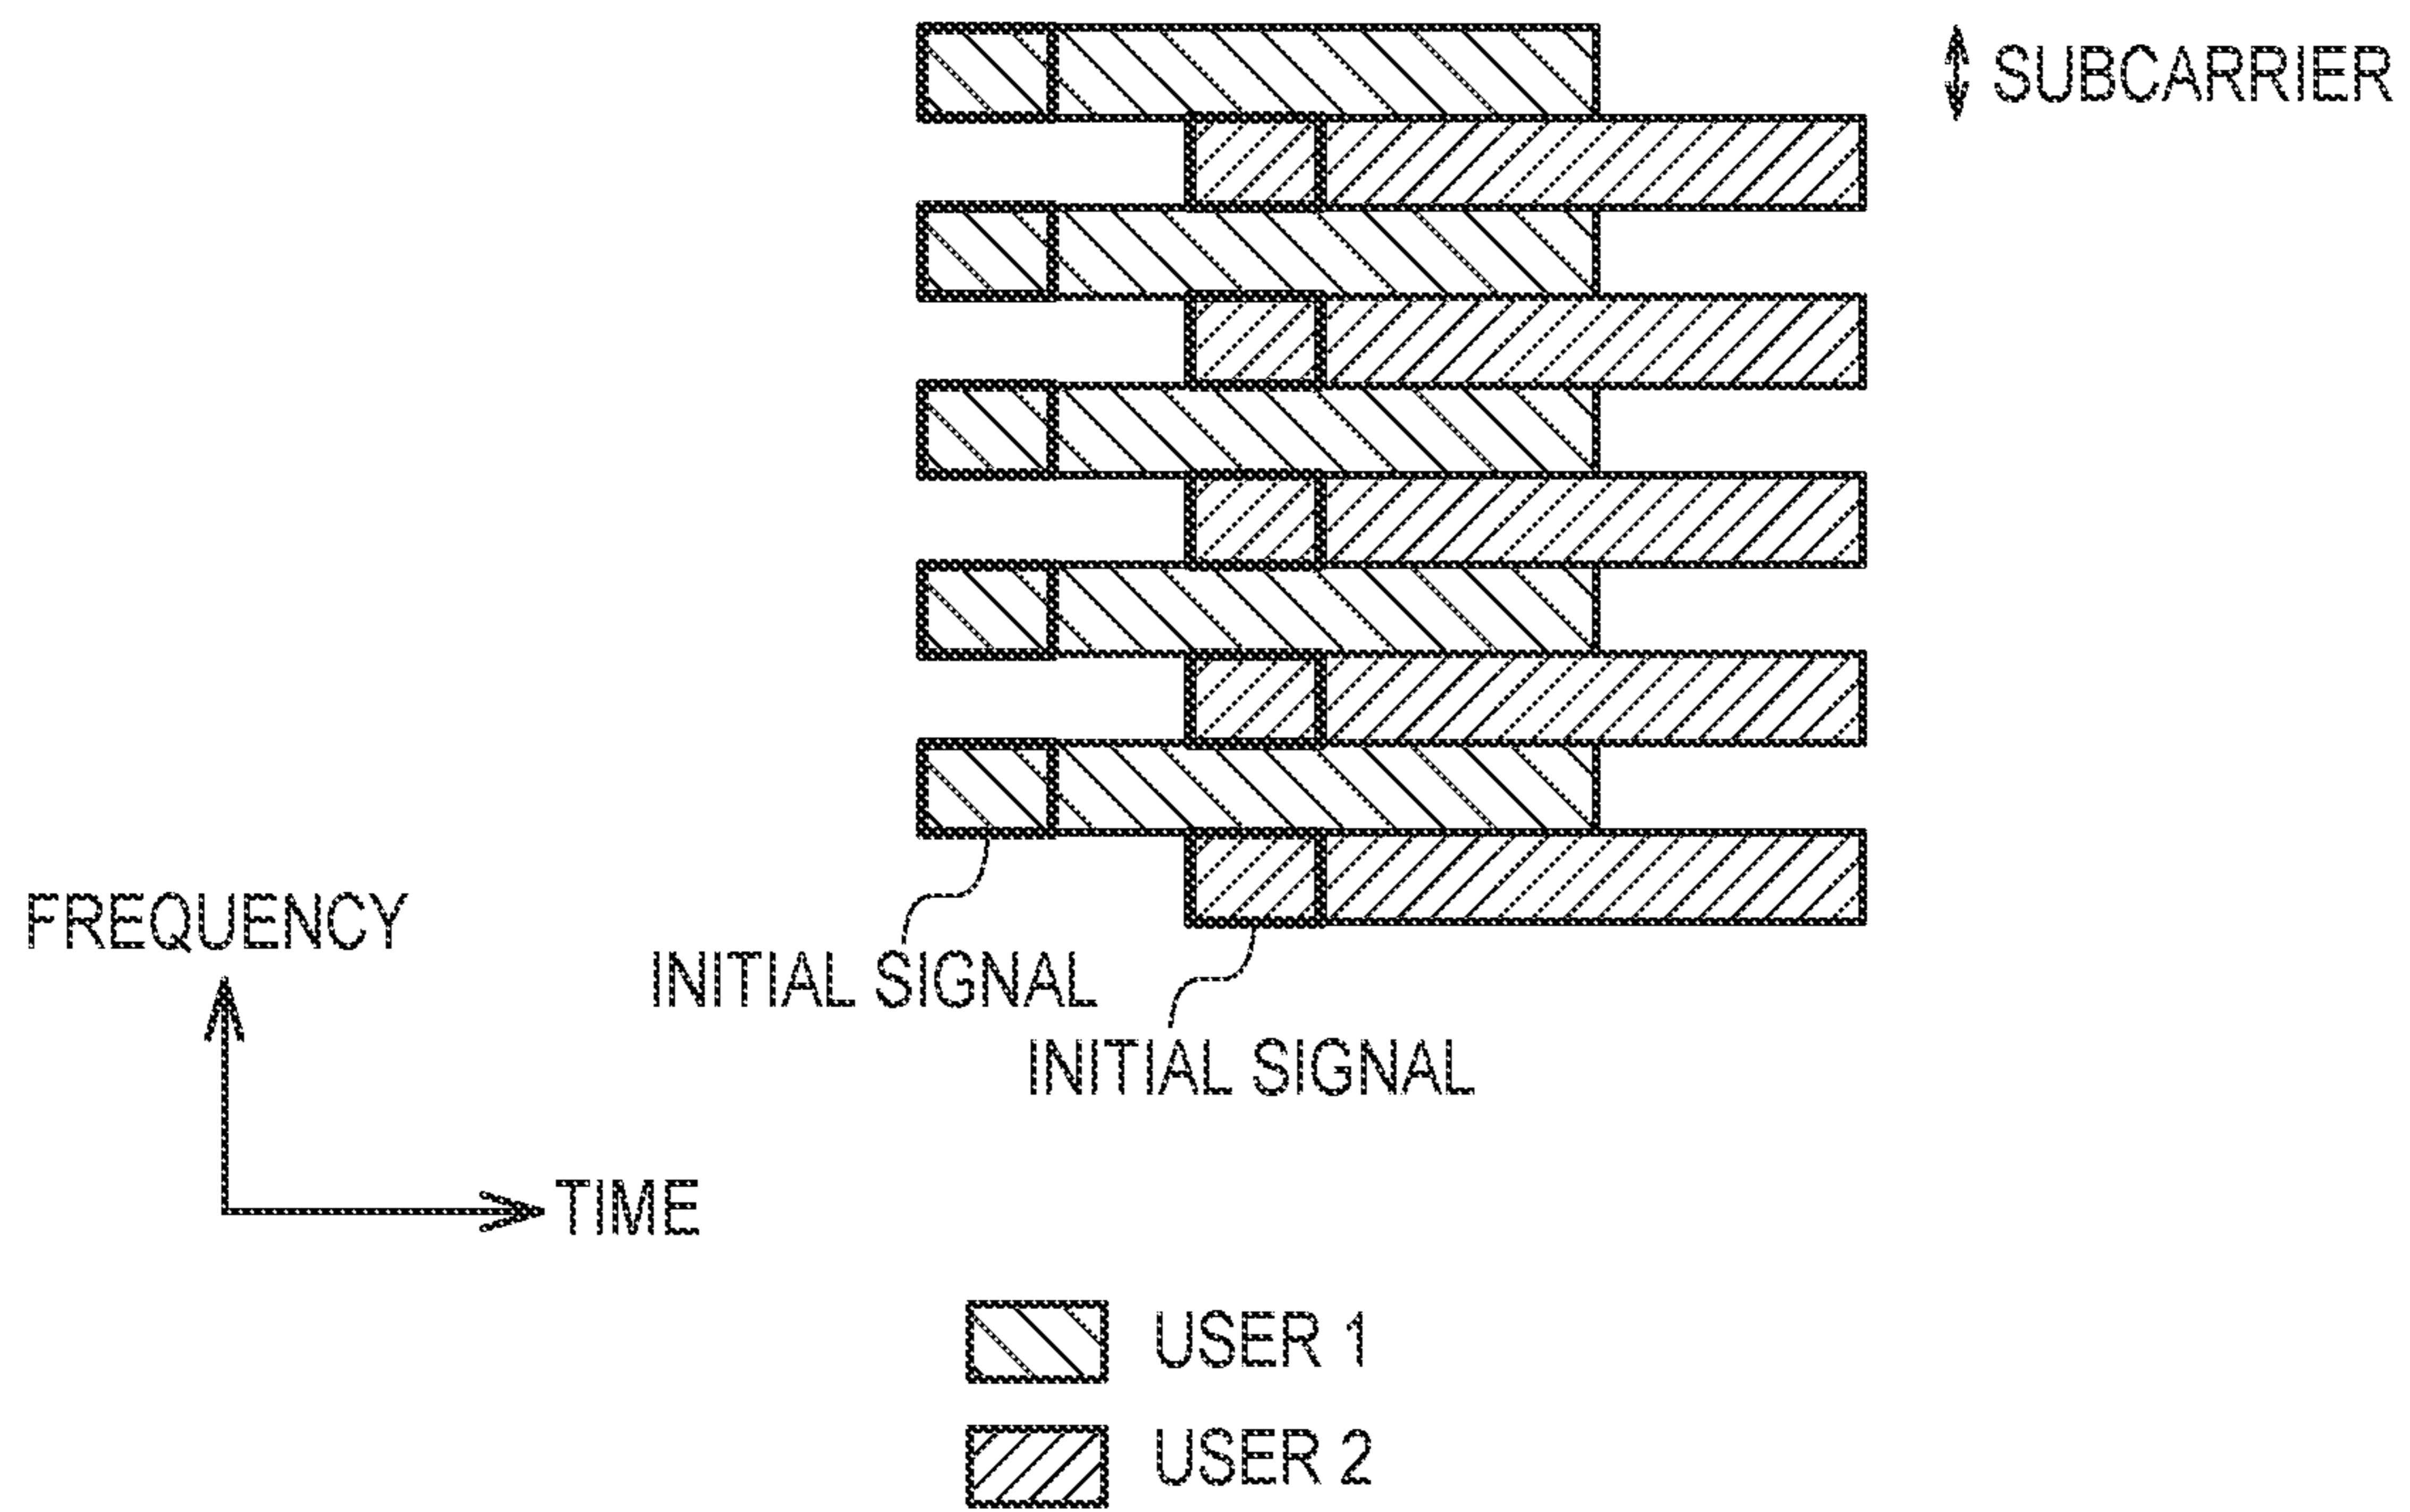 SUBCARRIER
FREQUENCY
INITIAL SIGNAL
INITIAL SIGNAL
TIME
USER 1
USER 2